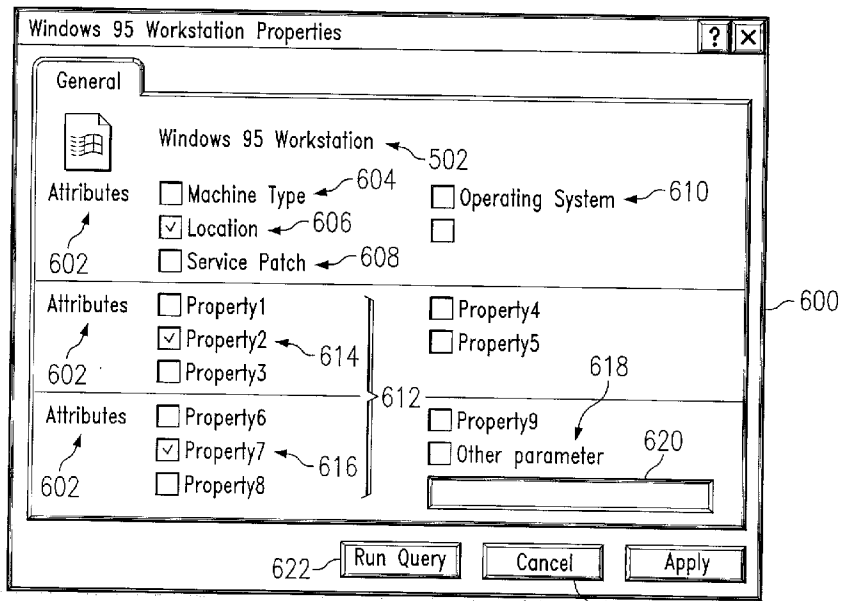 Windows 95 Workstation Properties ? X
General
Windows 95 Workstation 502
Attributes Machine Type 604 Operating System 610
Location 606
602 Service Patch 608
Attributes Property1 Property4 600
Property2 614 Property5
602 Property3 612 618
Attributes Property6 Property9
Property7 616 Other parameter 620
602 Property8
622 Run Query Cancel Apply